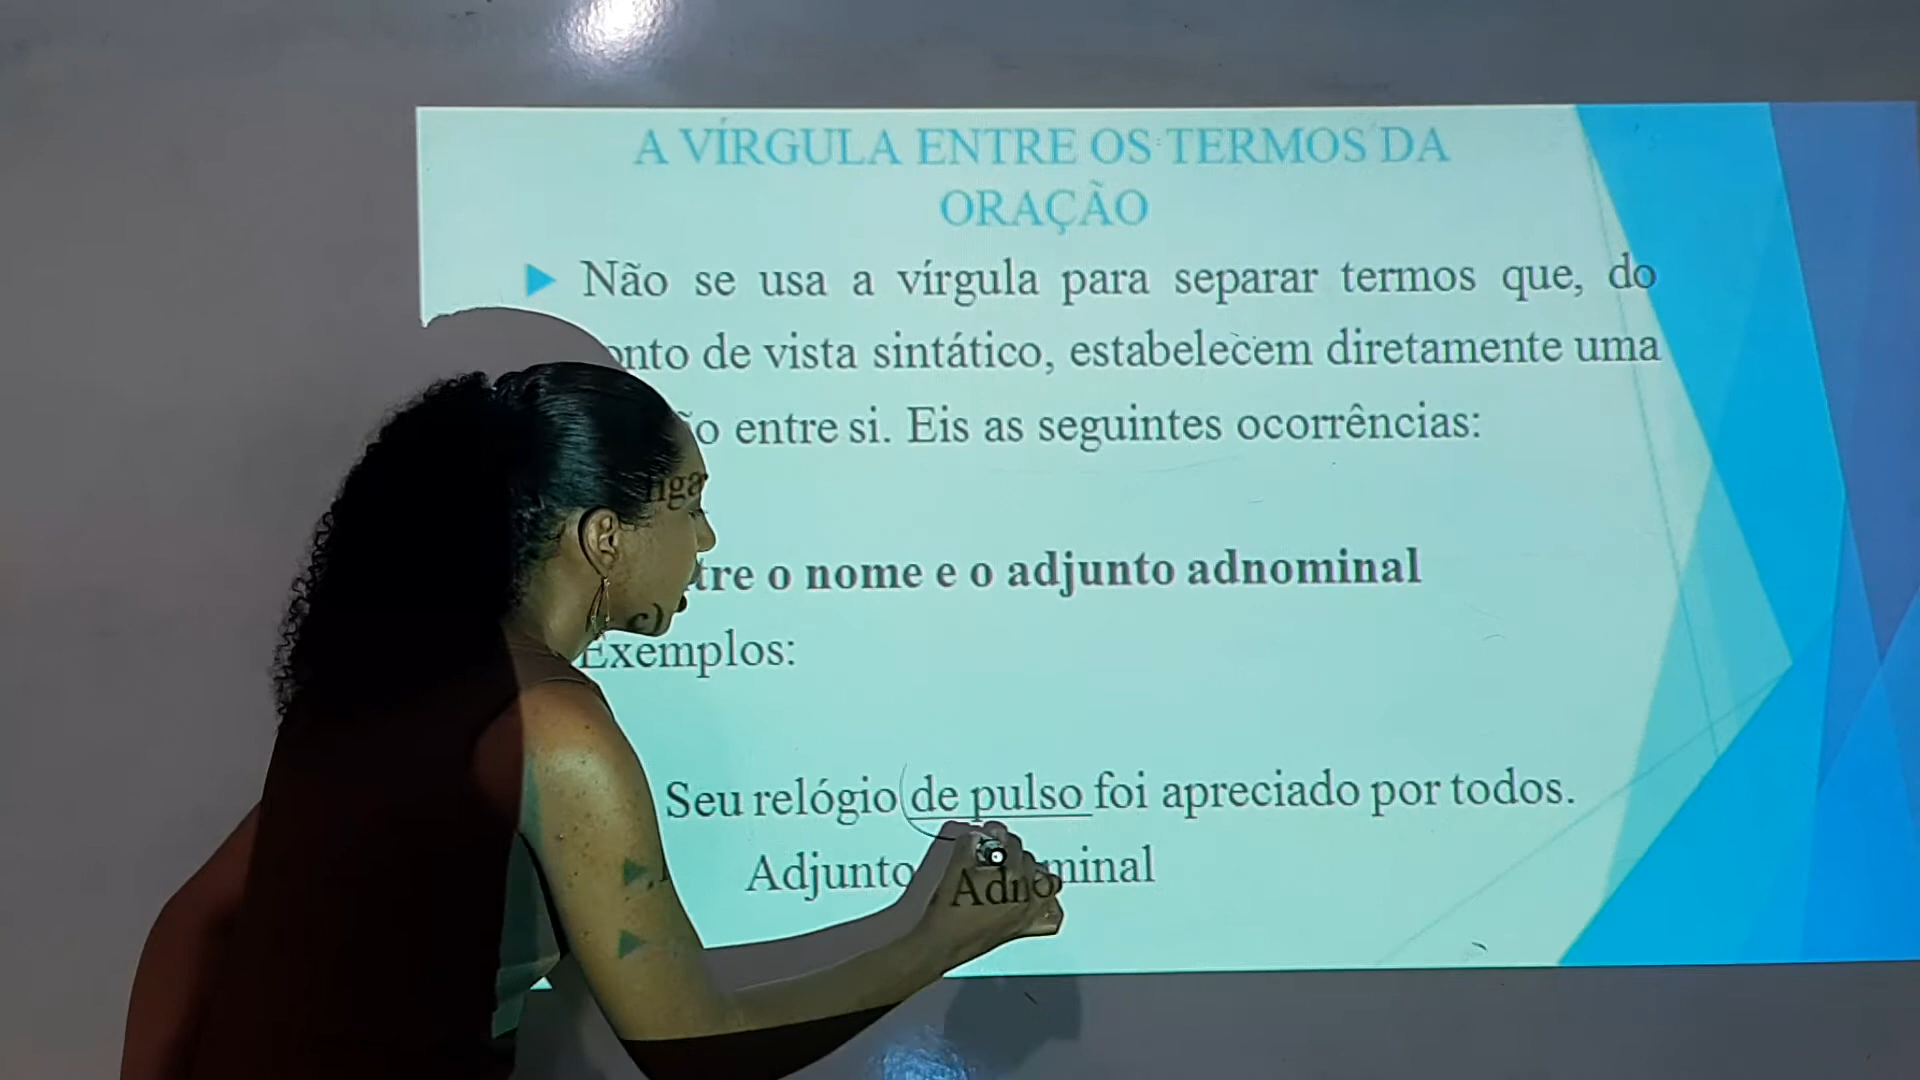 A VÍRGULA ENTRE OS TERMOS DA
ORAÇÃO
Não se usa a vírgula para separar termos que, do
de vista sintático, estabelecem diretamente uma
entre si. Eis as seguintes ocorrências:
c)
o nome e o adjunto adnominal
Exemplos:
Seu relógio de pulso foi apreciado por todos.
Adjunto Adnominal